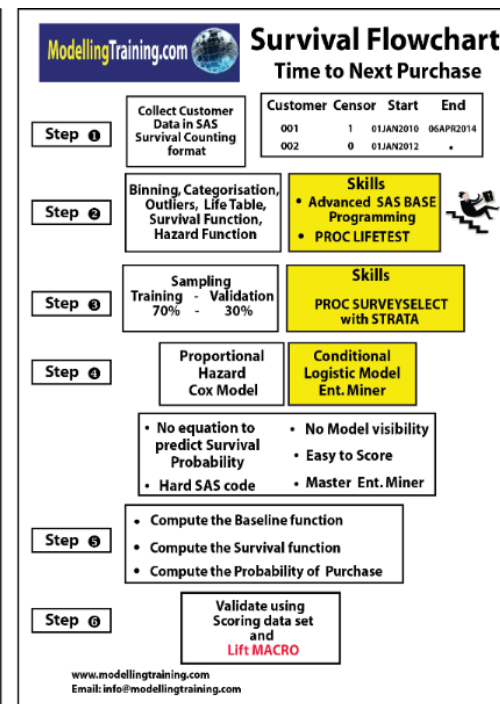 ModellingTraining.com
Survival Flowchart
Time to Next Purchase
Step ❶
Collect Customer
Data in SAS
Survival Counting
format
Customer Censor Start End
001 1 01JAN2010 06APR2014
002 0 01JAN2012 •
Step ❷
Binning, Categorisation,
Outliers, Life Table,
Survival Function,
Hazard Function
Skills
• Advanced SAS BASE
Programming
• PROC LIFETEST
Step ❸
Sampling
Training - Validation
70% - 30%
Skills
PROC SURVEYSELECT
with STRATA
Step ❹
Proportional
Hazard
Cox Model
Conditional
Logistic Model
Ent. Miner
• No equation to
predict Survival
Probability
• Hard SAS code
• No Model visibility
• Easy to Score
• Master Ent. Miner
Step ❺
• Compute the Baseline function
• Compute the Survival function
• Compute the Probability of Purchase
Step ❻
Validate using
Scoring data set
and
Lift MACRO
www.modellingtraining.com
Email: info@modellingtraining.com